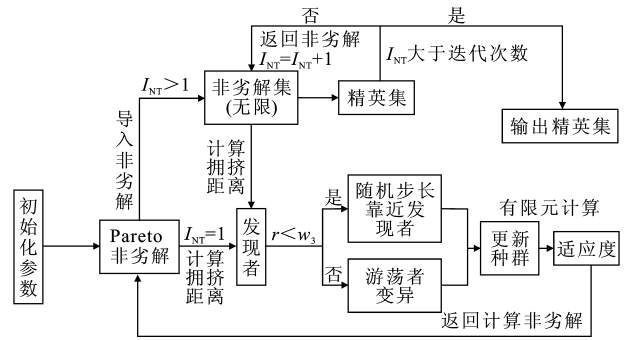 否
是
返回非劣解
I_NT=I_NT+1
I_NT大于迭代次数
I_NT>1
非劣解集
(无限)
精英集
输出精英集
导入非劣解
计算
拥挤
距离
初始化参数
Pareto
非劣解
I_NT=1
计算
拥挤
距离
发现者
r<w_3
是
随机步长
靠近发
现者
否
游荡者
变异
有限元计算
更新
种群
适应度
返回计算非劣解